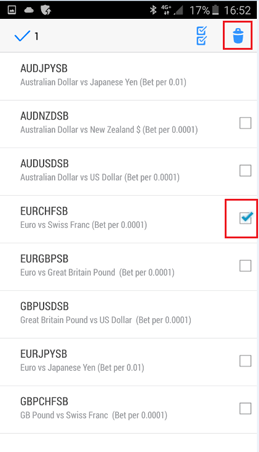 4G+ 17% 16:52
1
AUDJPYSB
Australian Dollar vs Japanese Yen (Bet per 0.01)
AUDNZDSB
Australian Dollar vs New Zealand $ (Bet per 0.0001)
AUDUSDSB
Australian Dollar vs US Dollar (Bet per 0.0001)
EURCHFSB
Euro vs Swiss Franc (Bet per 0.0001)
EURGBPSB
Euro vs Great Britain Pound (Bet per 0.0001)
GBPUSDSB
Great Britain Pound vs US Dollar (Bet per 0.0001)
EURJPYSB
Euro vs Japanese Yen (Bet per 0.01)
GBPCHFSB
GB Pound vs Swiss Franc (Bet per 0.0001)